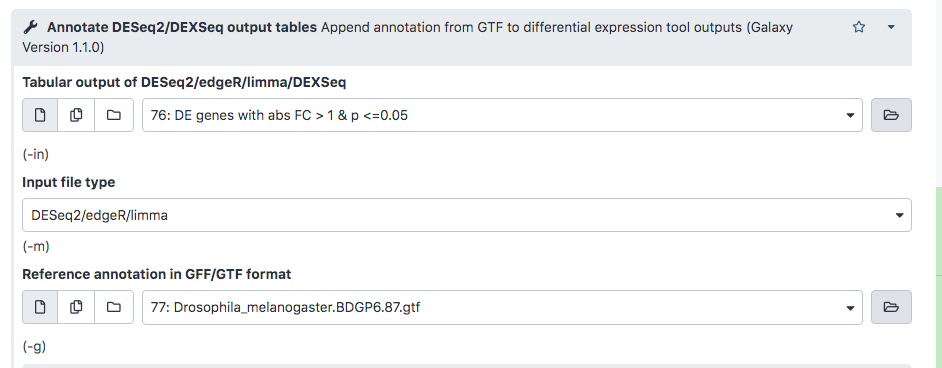 Annotate DESeq2/DEXSeq output tables Append annotation from GTF to differential expression tool outputs (Galaxy
Version 1.1.0)
Tabular output of DESeq2/edgeR/limma/DEXSeq
76: DE genes with abs FC > 1 & p <=0.05
(-in)
Input file type
DESeq2/edgeR/limma
(-m)
Reference annotation in GFF/GTF format
77: Drosophila_melanogaster.BDGP6.87.gtf
(-g)